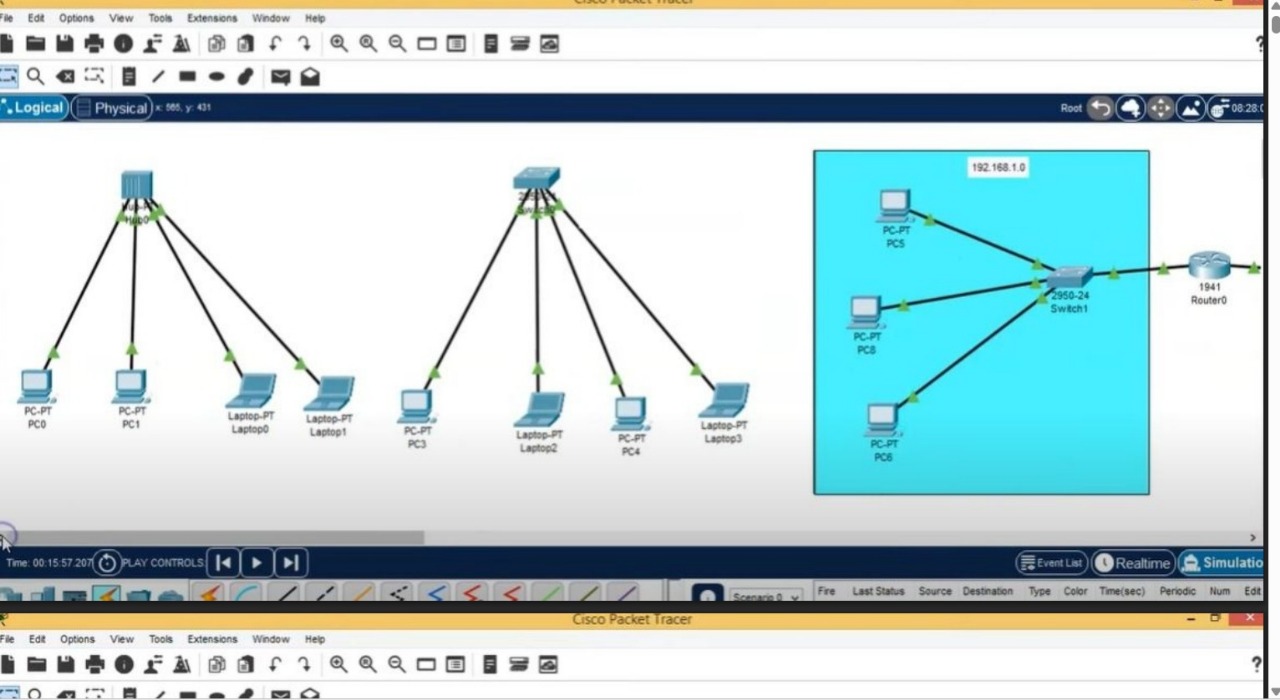 Cisco Packet Tracer
File Edit Options View Tools Extensions Window Help
Logical Physical x: 565, y: 431 Root 08:28:0
192.168.1.0
Hub0
PC-PT
PC0
PC-PT
PC1
Laptop-PT
Laptop0
Laptop-PT
Laptop1
PC-PT
PC3
Laptop-PT
Laptop2
PC-PT
PC4
Laptop-PT
Laptop3
PC-PT
PC5
PC-PT
PC8
PC-PT
PC6
2950-24
Switch1
1941
Router0
Time: 00:15:57.207 PLAY CONTROLS: Event List Realtime Simulatio
Scenario 0 Fire Last Status Source Destination Type Color Time(sec) Periodic Num Edit
Cisco Packet Tracer
File Edit Options View Tools Extensions Window Help